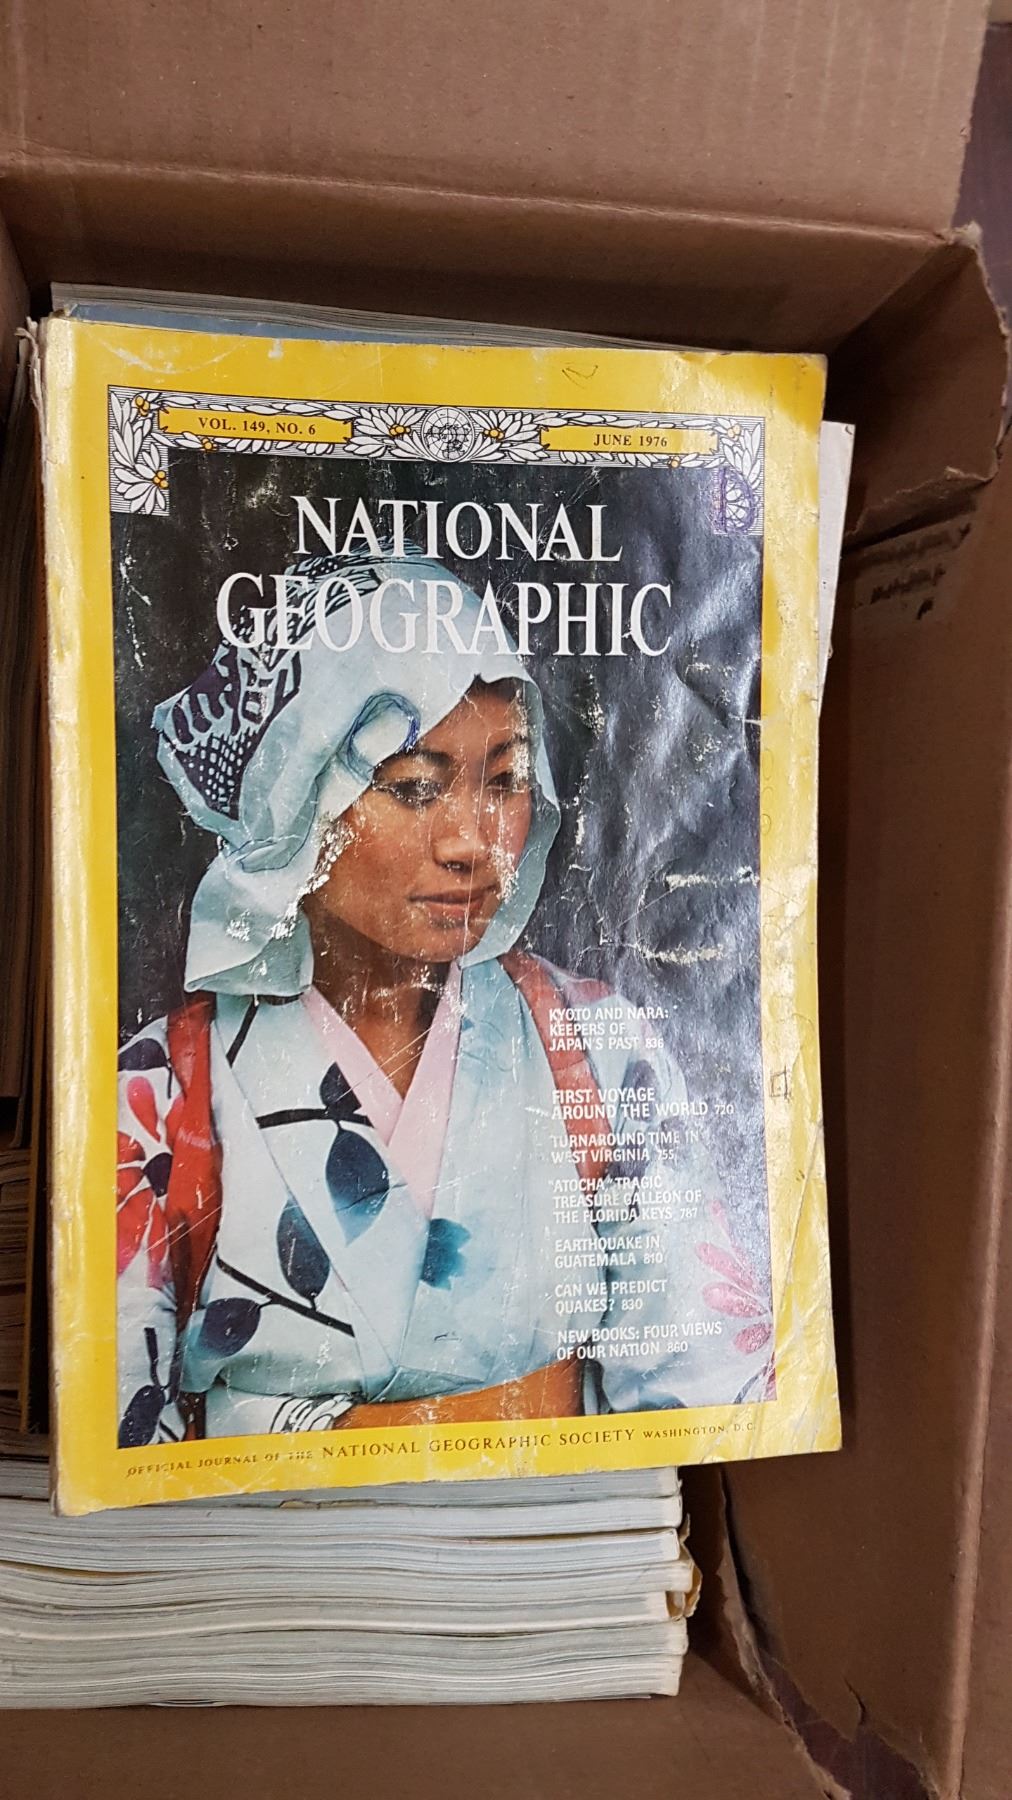 VOL. 149, NO. 6
JUNE 1976
NATIONAL
GEOGRAPHIC
KYOTO AND NARA:
KEEPERS OF
JAPAN'S PAST 836
FIRST VOYAGE
AROUND THE WORLD 720
TURNAROUND TIME IN
WEST VIRGINIA 755
"ATOCHA," TRAGIC
TREASURE GALLEON OF
THE FLORIDA KEYS 787
EARTHQUAKE IN
GUATEMALA 810
CAN WE PREDICT
QUAKES? 830
NEW BOOKS: FOUR VIEWS
OF OUR NATION 860
OFFICIAL JOURNAL OF THE NATIONAL GEOGRAPHIC SOCIETY WASHINGTON, D.C.